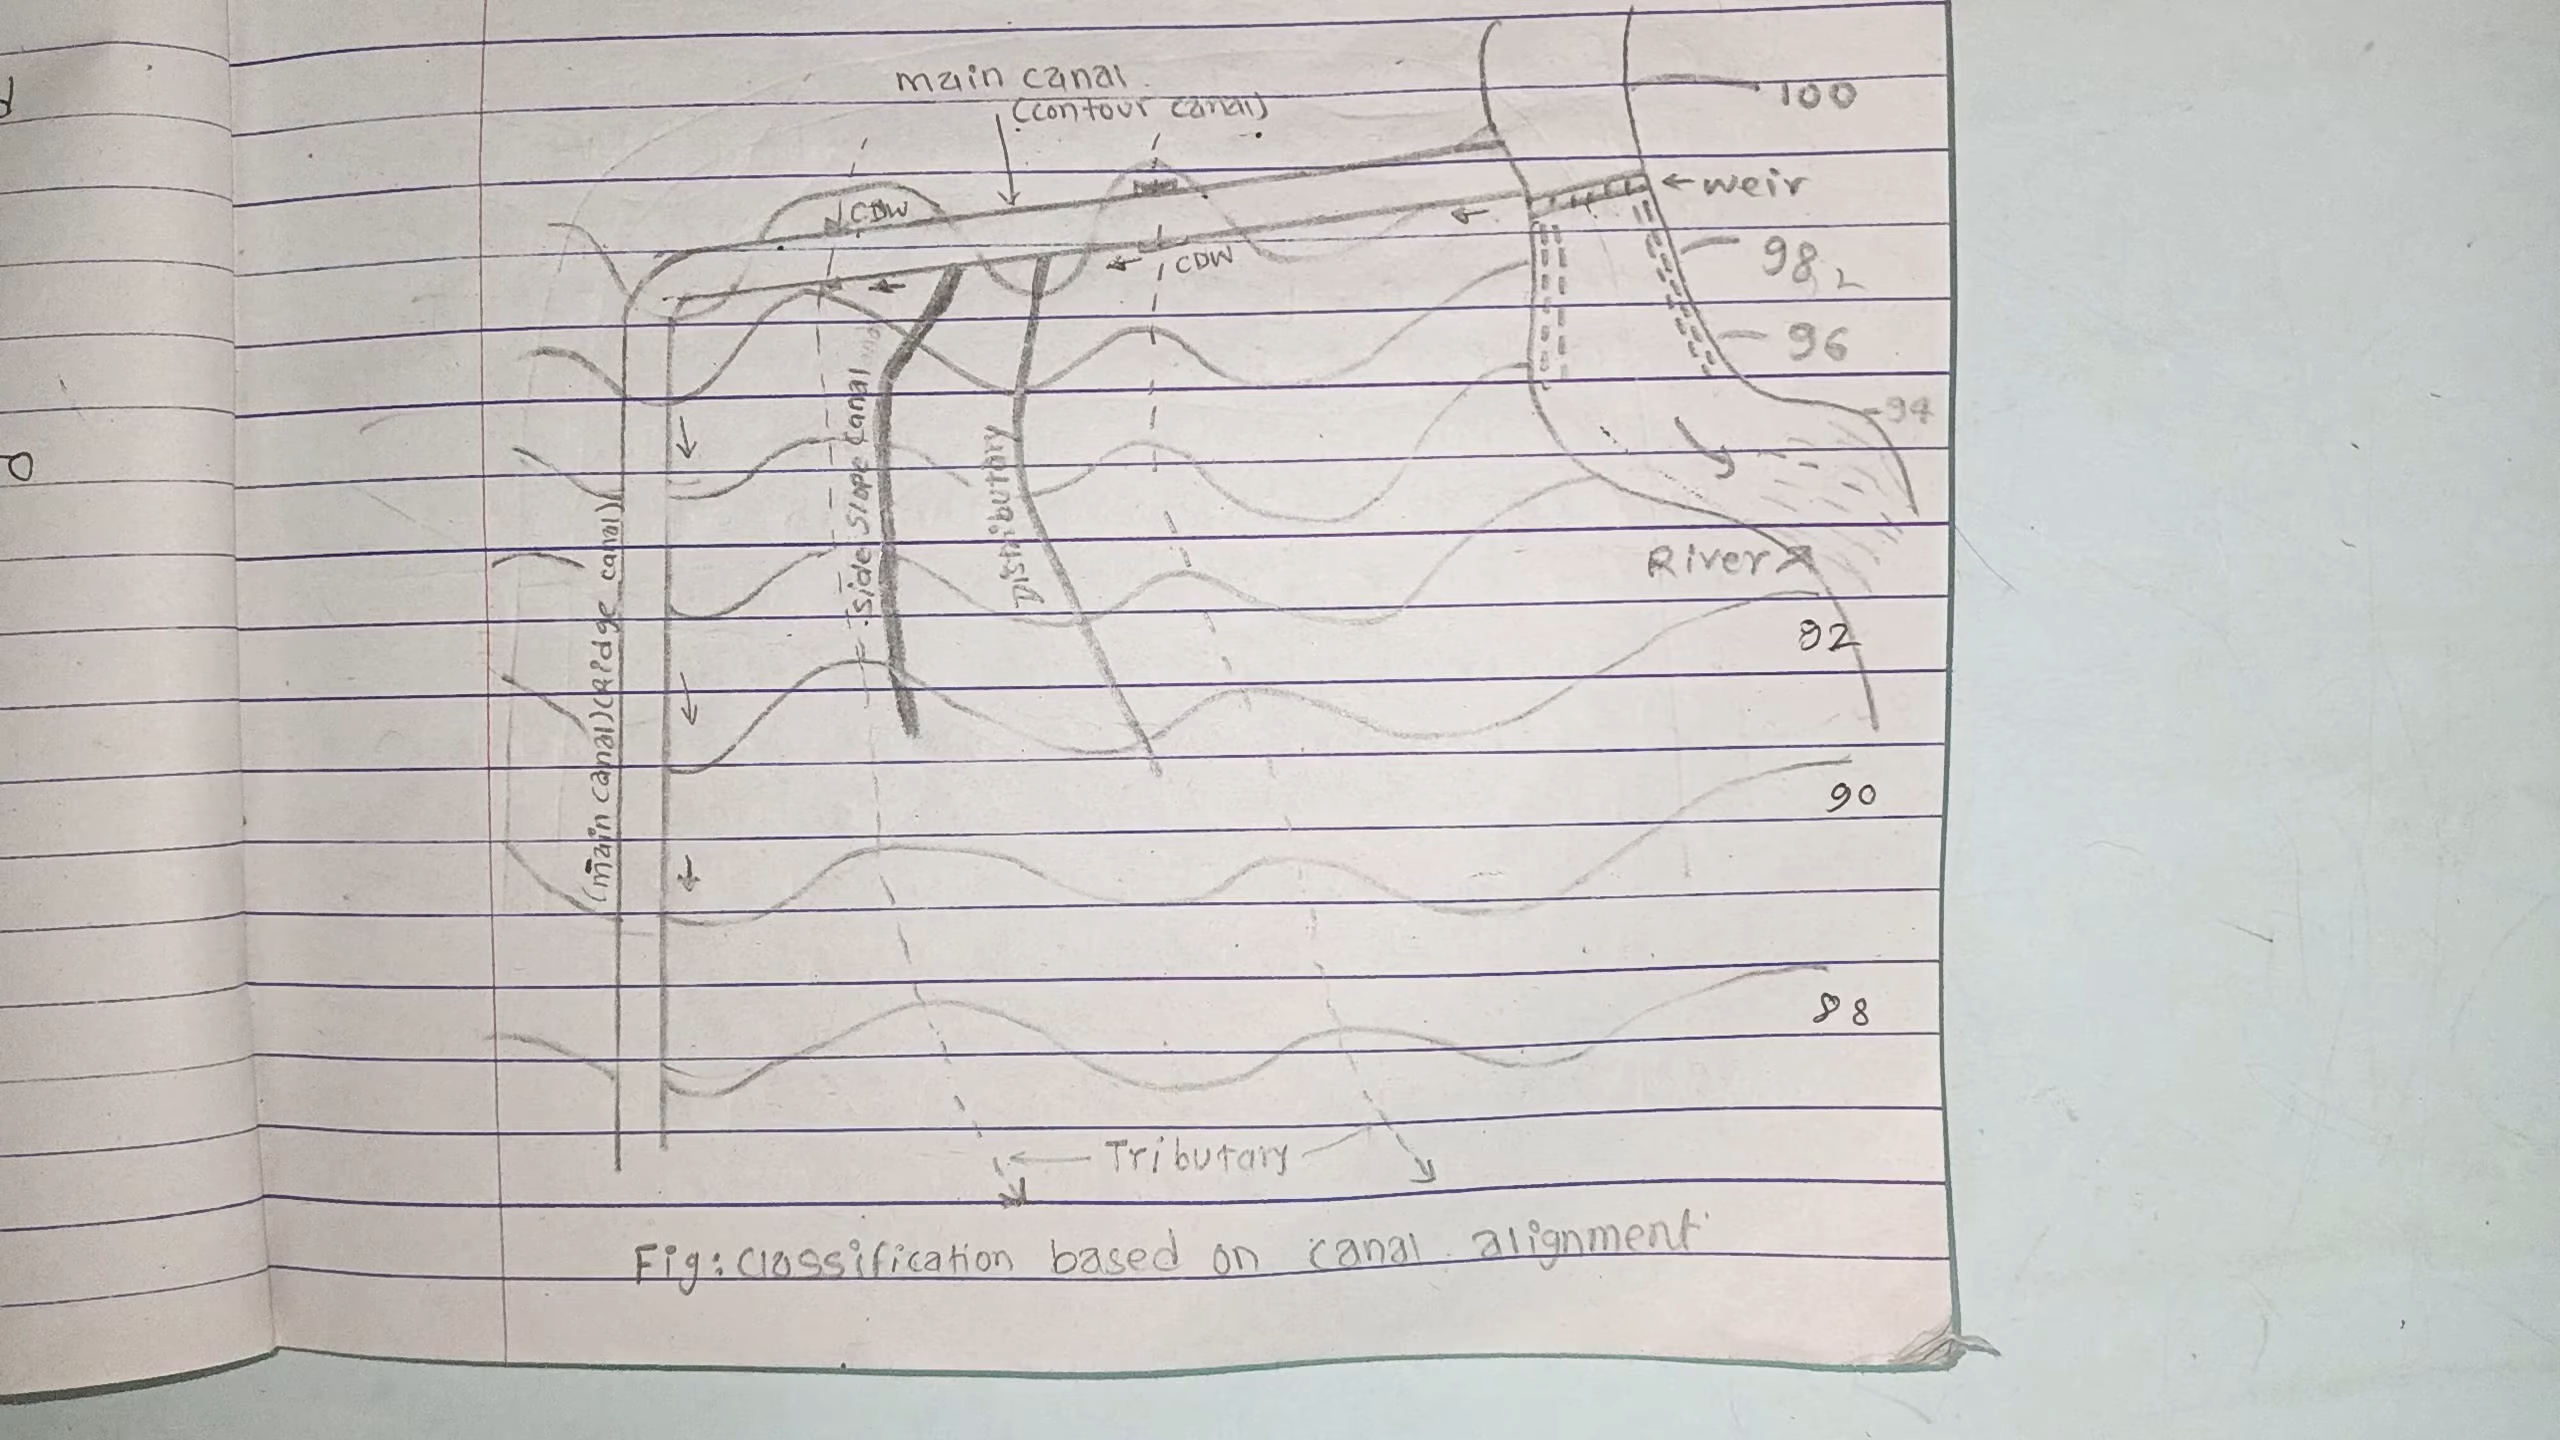 main canal
(contour canal)
100
← weir
CDW
98
CDW
96
94
Side Slope Canal
Distributary
(main canal)(Ridge canal)
River
92
90
88
Tributary
Fig: Classification based on canal alignment